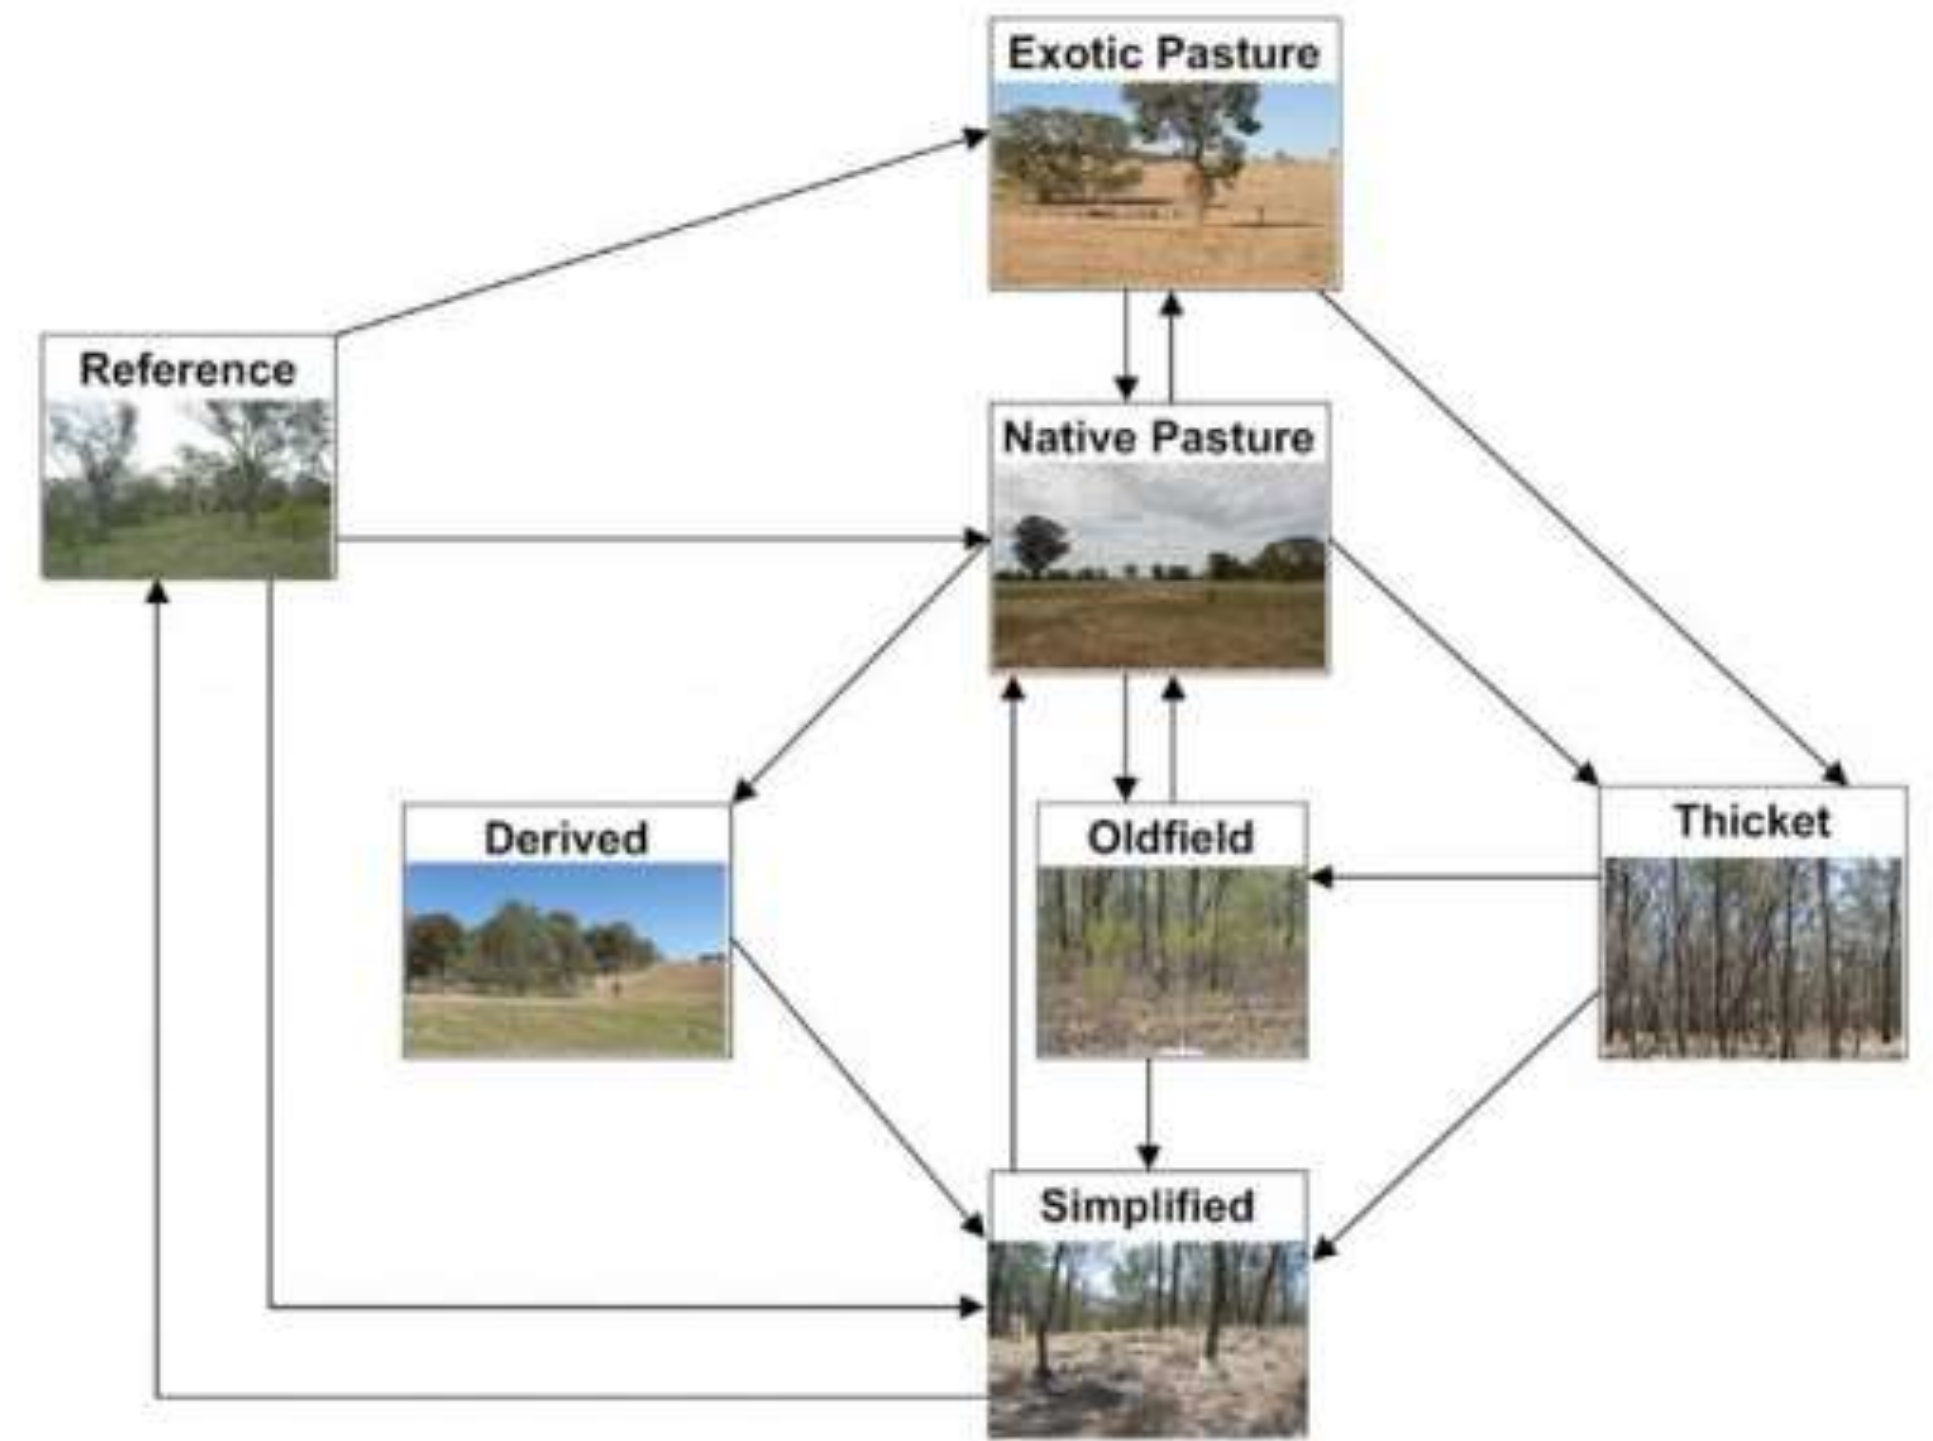 Exotic Pasture
Reference
Native Pasture
Derived
Oldfield
Thicket
Simplified